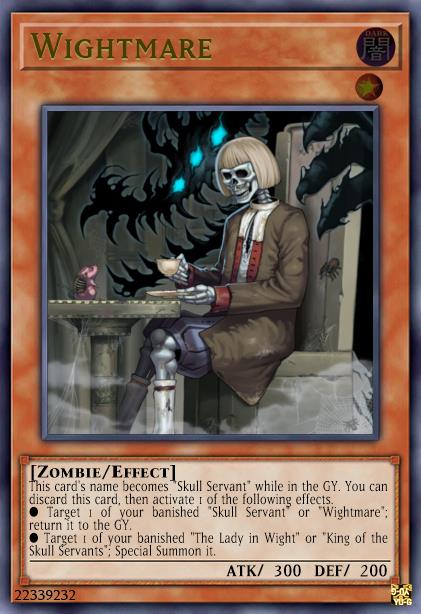 WIGHTMARE
DARK
闇
[ZOMBIE/EFFECT]
This card's name becomes "Skull Servant" while in the GY. You can
discard this card, then activate 1 of the following effects.
● Target 1 of your banished "Skull Servant" or "Wightmare";
return it to the GY.
● Target 1 of your banished "The Lady in Wight" or "King of the
Skull Servants"; Special Summon it.
ATK/ 300 DEF/ 200
22339232